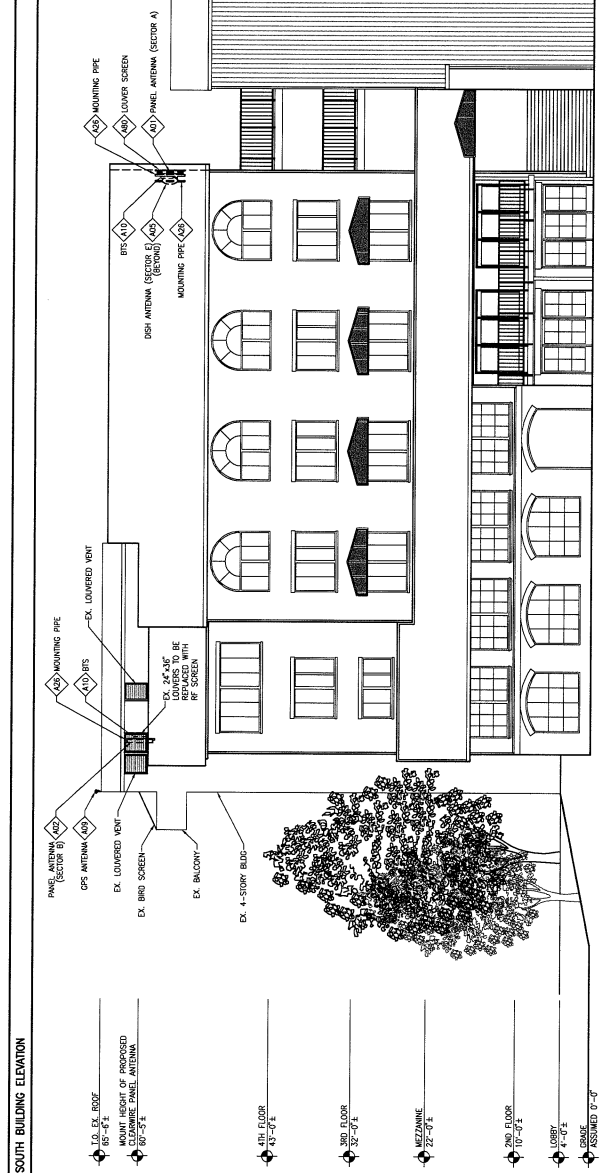 SOUTH BUILDING ELEVATION
T.O. EX. ROOF
65'-6"±
MOUNT HEIGHT OF PROPOSED
CLEARWIRE PANEL ANTENNA
60'-5"±
4TH FLOOR
43'-0"±
3RD FLOOR
32'-0"±
MEZZANINE
22'-0"±
2ND FLOOR
10'-0"±
LOBBY
4'-0"±
GRADE
ASSUMED 0'-0"
PANEL ANTENNA
(SECTOR B)
A02
GPS ANTENNA
A09
EX. LOUVERED VENT
EX. BIRD SCREEN
EX. BALCONY
EX. 4-STORY BLDG
A26 MOUNTING PIPE
A10 BTS
EX. LOUVERED VENT
EX. 24"x36"
LOUVERS TO BE
REPLACED WITH
RF SCREEN
BTS A10
DISH ANTENNA (SECTOR E)
(BEYOND)
A05
MOUNTING PIPE A26
A26 MOUNTING PIPE
A80 LOUVER SCREEN
A01 PANEL ANTENNA (SECTOR A)